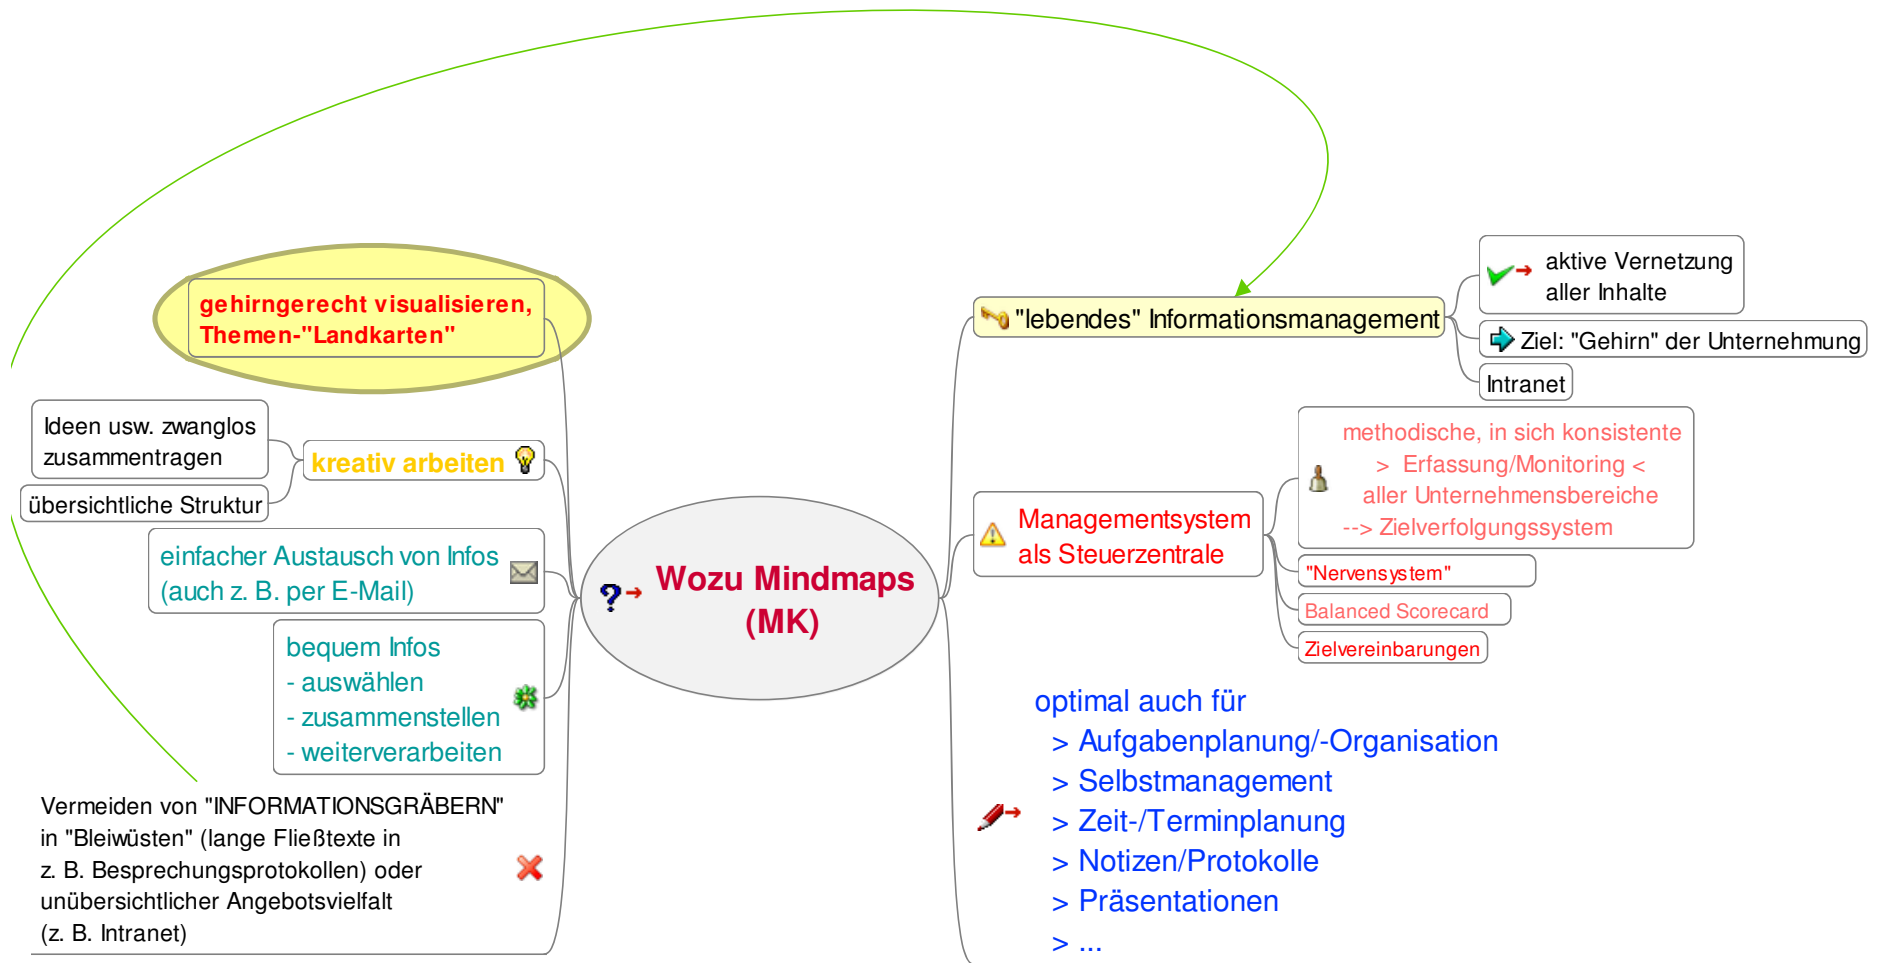 Wozu Mindmaps
(MK)
gehirngerecht visualisieren,
Themen-"Landkarten"
kreativ arbeiten
Ideen usw. zwanglos
zusammentragen
übersichtliche Struktur
einfacher Austausch von Infos
(auch z. B. per E-Mail)
bequem Infos
- auswählen
- zusammenstellen
- weiterverarbeiten
Vermeiden von "INFORMATIONSGRÄBERN"
in "Bleiwüsten" (lange Fließtexte in
z. B. Besprechungsprotokollen) oder
unübersichtlicher Angebotsvielfalt
(z. B. Intranet)
"lebendes" Informationsmanagement
aktive Vernetzung
aller Inhalte
Ziel: "Gehirn" der Unternehmung
Intranet
Managementsystem
als Steuerzentrale
methodische, in sich konsistente
> Erfassung/Monitoring <
aller Unternehmensbereiche
--> Zielverfolgungssystem
"Nervensystem"
Balanced Scorecard
Zielvereinbarungen
optimal auch für
> Aufgabenplanung/-Organisation
> Selbstmanagement
> Zeit-/Terminplanung
> Notizen/Protokolle
> Präsentationen
> ...